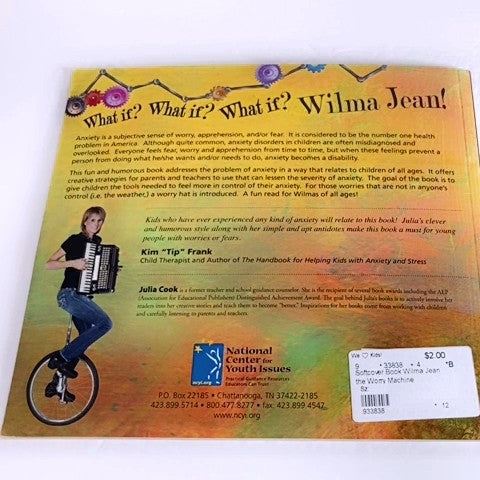 What if? What if? What if? Wilma Jean!
Anxiety is a subjective sense of worry, apprehension, and/or fear. It is considered to be the number one health
problem in America. Although quite common, anxiety disorders in children are often misdiagnosed and
overlooked. Everyone feels fear, worry and apprehension from time to time, but when these feelings prevent a
person from doing what he/she wants and/or needs to do, anxiety becomes a disability.
This fun and humorous book addresses the problem of anxiety in a way that relates to children of all ages. It offers
creative strategies for parents and teachers to use that can lessen the severity of anxiety. The goal of the book is to
give children the tools needed to feel more in control of their anxiety. For those worries that are not in anyone's
control (i.e. the weather,) a worry hat is introduced. A fun read for Wilmas of all ages!
Kids who have ever experienced any kind of anxiety will relate to this book! Julia's clever
and humorous style along with her simple and apt antidotes make this book a must for young
people with worries or fears.
Kim "Tip" Frank
Child Therapist and Author of The Handbook for Helping Kids with Anxiety and Stress
Julia Cook is a former teacher and school guidance counselor. She is the recipient of several book awards including the AEP
(Association for Educational Publishers) Distinguished Achievement Award. The goal behind Julia's books is to actively involve her
readers into her creative stories and teach them to become "better." Inspirations for her books come from working with children
and carefully listening to parents and teachers.
National
Center for
Youth Issues
Practical Guidance Resources
Educators Can Trust
ncyi.org
P.O. Box 22185 • Chattanooga, TN 37422-2185
423.899.5714 • 800.477.8277 • fax: 423.899.4547
www.ncyi.org
We ♡ Kids! $2.00
9 * 33838 * 4 *B
Softcover Book Wilma Jean
the Worry Machine
Sz:
933838 * 12